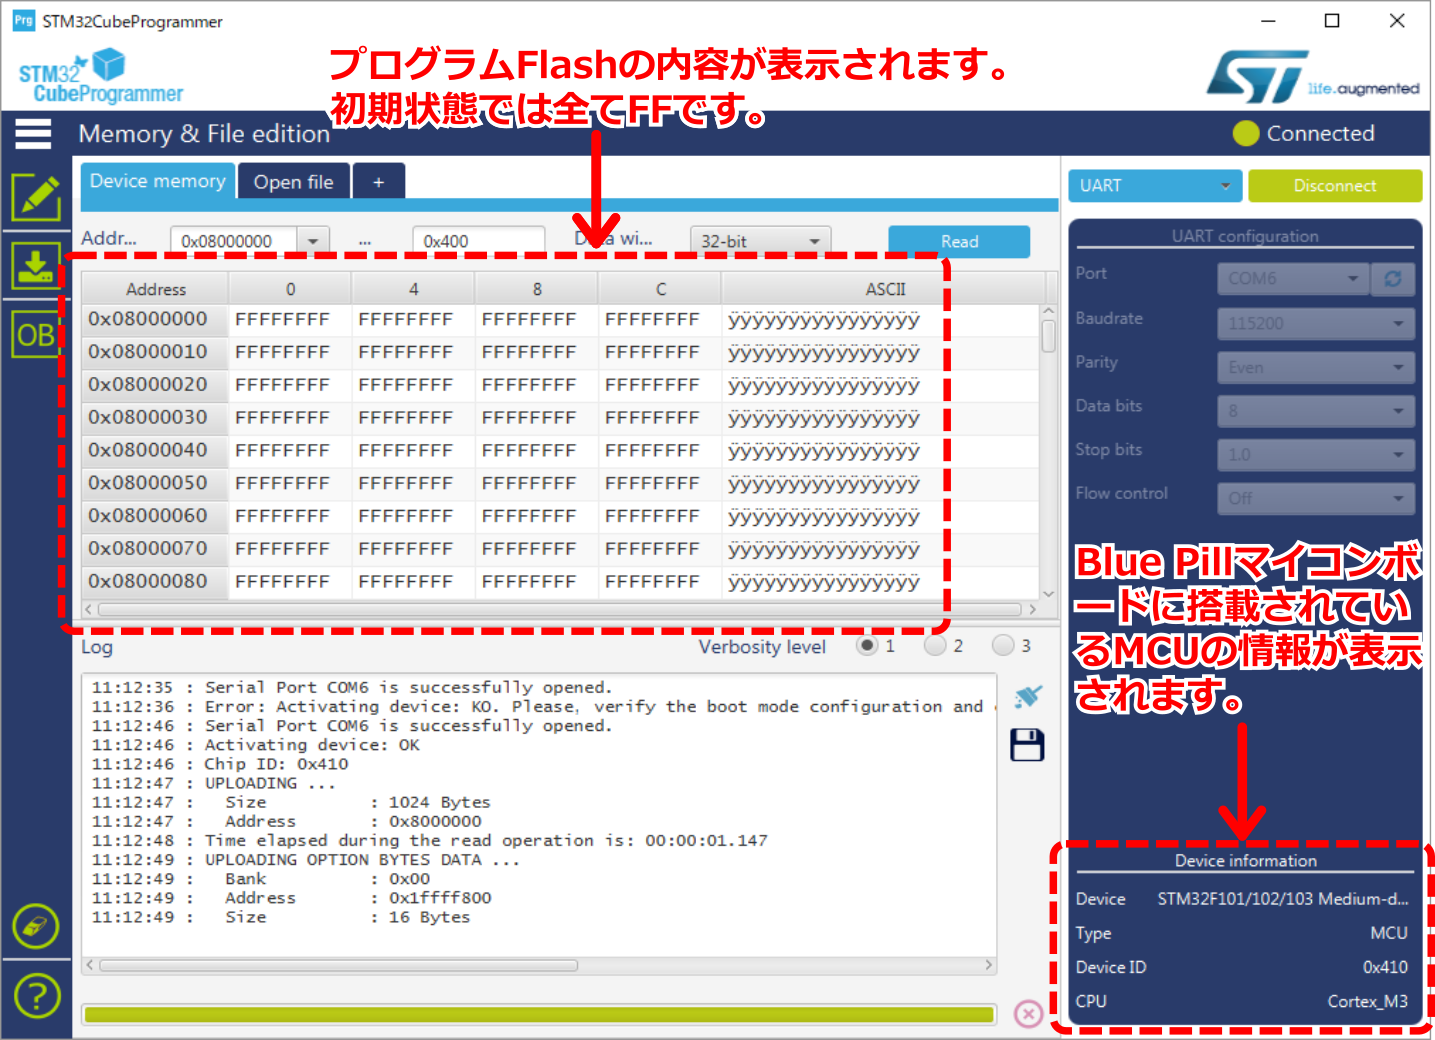 Prg STM32CubeProgrammer
STM32
CubeProgrammer
プログラムFlashの内容が表示されます。
初期状態では全てFFです。
life.augmented
Memory & File edition
Connected
Device memory
Open file
+
UART
Disconnect
Addr...
0x08000000
...
0x400
wi...
32-bit
Read
UART configuration
Port
COM6
Baudrate
115200
Parity
Even
Data bits
8
Stop bits
1.0
Flow control
Off
OB
Address 0 4 8 C ASCII
0x08000000 FFFFFFFF FFFFFFFF FFFFFFFF FFFFFFFF ÿÿÿÿÿÿÿÿÿÿÿÿÿÿÿÿ
0x08000010 FFFFFFFF FFFFFFFF FFFFFFFF FFFFFFFF ÿÿÿÿÿÿÿÿÿÿÿÿÿÿÿÿ
0x08000020 FFFFFFFF FFFFFFFF FFFFFFFF FFFFFFFF ÿÿÿÿÿÿÿÿÿÿÿÿÿÿÿÿ
0x08000030 FFFFFFFF FFFFFFFF FFFFFFFF FFFFFFFF ÿÿÿÿÿÿÿÿÿÿÿÿÿÿÿÿ
0x08000040 FFFFFFFF FFFFFFFF FFFFFFFF FFFFFFFF ÿÿÿÿÿÿÿÿÿÿÿÿÿÿÿÿ
0x08000050 FFFFFFFF FFFFFFFF FFFFFFFF FFFFFFFF ÿÿÿÿÿÿÿÿÿÿÿÿÿÿÿÿ
0x08000060 FFFFFFFF FFFFFFFF FFFFFFFF FFFFFFFF ÿÿÿÿÿÿÿÿÿÿÿÿÿÿÿÿ
0x08000070 FFFFFFFF FFFFFFFF FFFFFFFF FFFFFFFF ÿÿÿÿÿÿÿÿÿÿÿÿÿÿÿÿ
0x08000080 FFFFFFFF FFFFFFFF FFFFFFFF FFFFFFFF ÿÿÿÿÿÿÿÿÿÿÿÿÿÿÿÿ
Blue Pillマイコンボ
ードに搭載されてい
るMCUの情報が表示
されます。
Log
Verbosity level 1 2 3
11:12:35 : Serial Port COM6 is successfully opened.
11:12:36 : Error: Activating device: KO. Please, verify the boot mode configuration and
11:12:46 : Serial Port COM6 is successfully opened.
11:12:46 : Activating device: OK
11:12:46 : Chip ID: 0x410
11:12:47 : UPLOADING ...
11:12:47 :   Size          : 1024 Bytes
11:12:47 :   Address       : 0x8000000
11:12:48 : Time elapsed during the read operation is: 00:00:01.147
11:12:49 : UPLOADING OPTION BYTES DATA ...
11:12:49 :   Bank          : 0x00
11:12:49 :   Address       : 0x1ffff800
11:12:49 :   Size          : 16 Bytes
Device information
Device STM32F101/102/103 Medium-d...
Type MCU
Device ID 0x410
CPU Cortex_M3